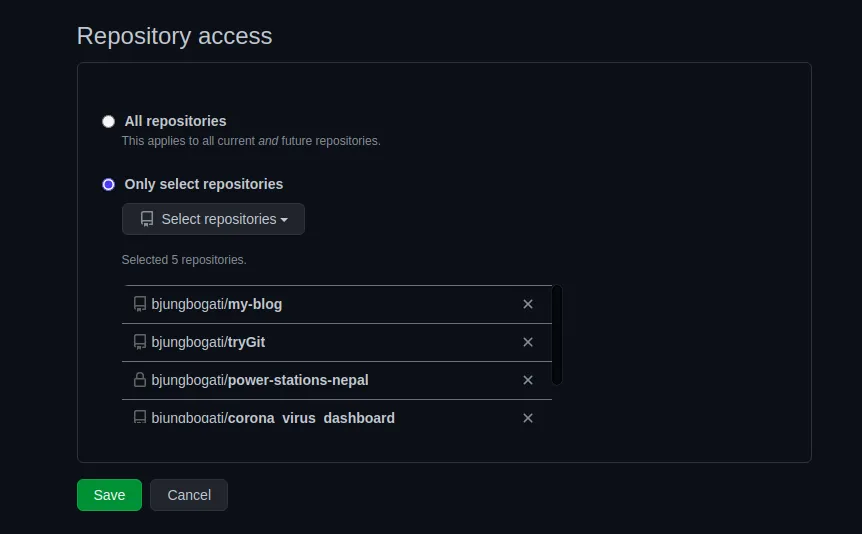 Repository access
All repositories
This applies to all current and future repositories.
Only select repositories
Select repositories
Selected 5 repositories.
bjungbogati/my-blog
bjungbogati/tryGit
bjungbogati/power-stations-nepal
bjungbogati/corona_virus_dashboard
Save
Cancel